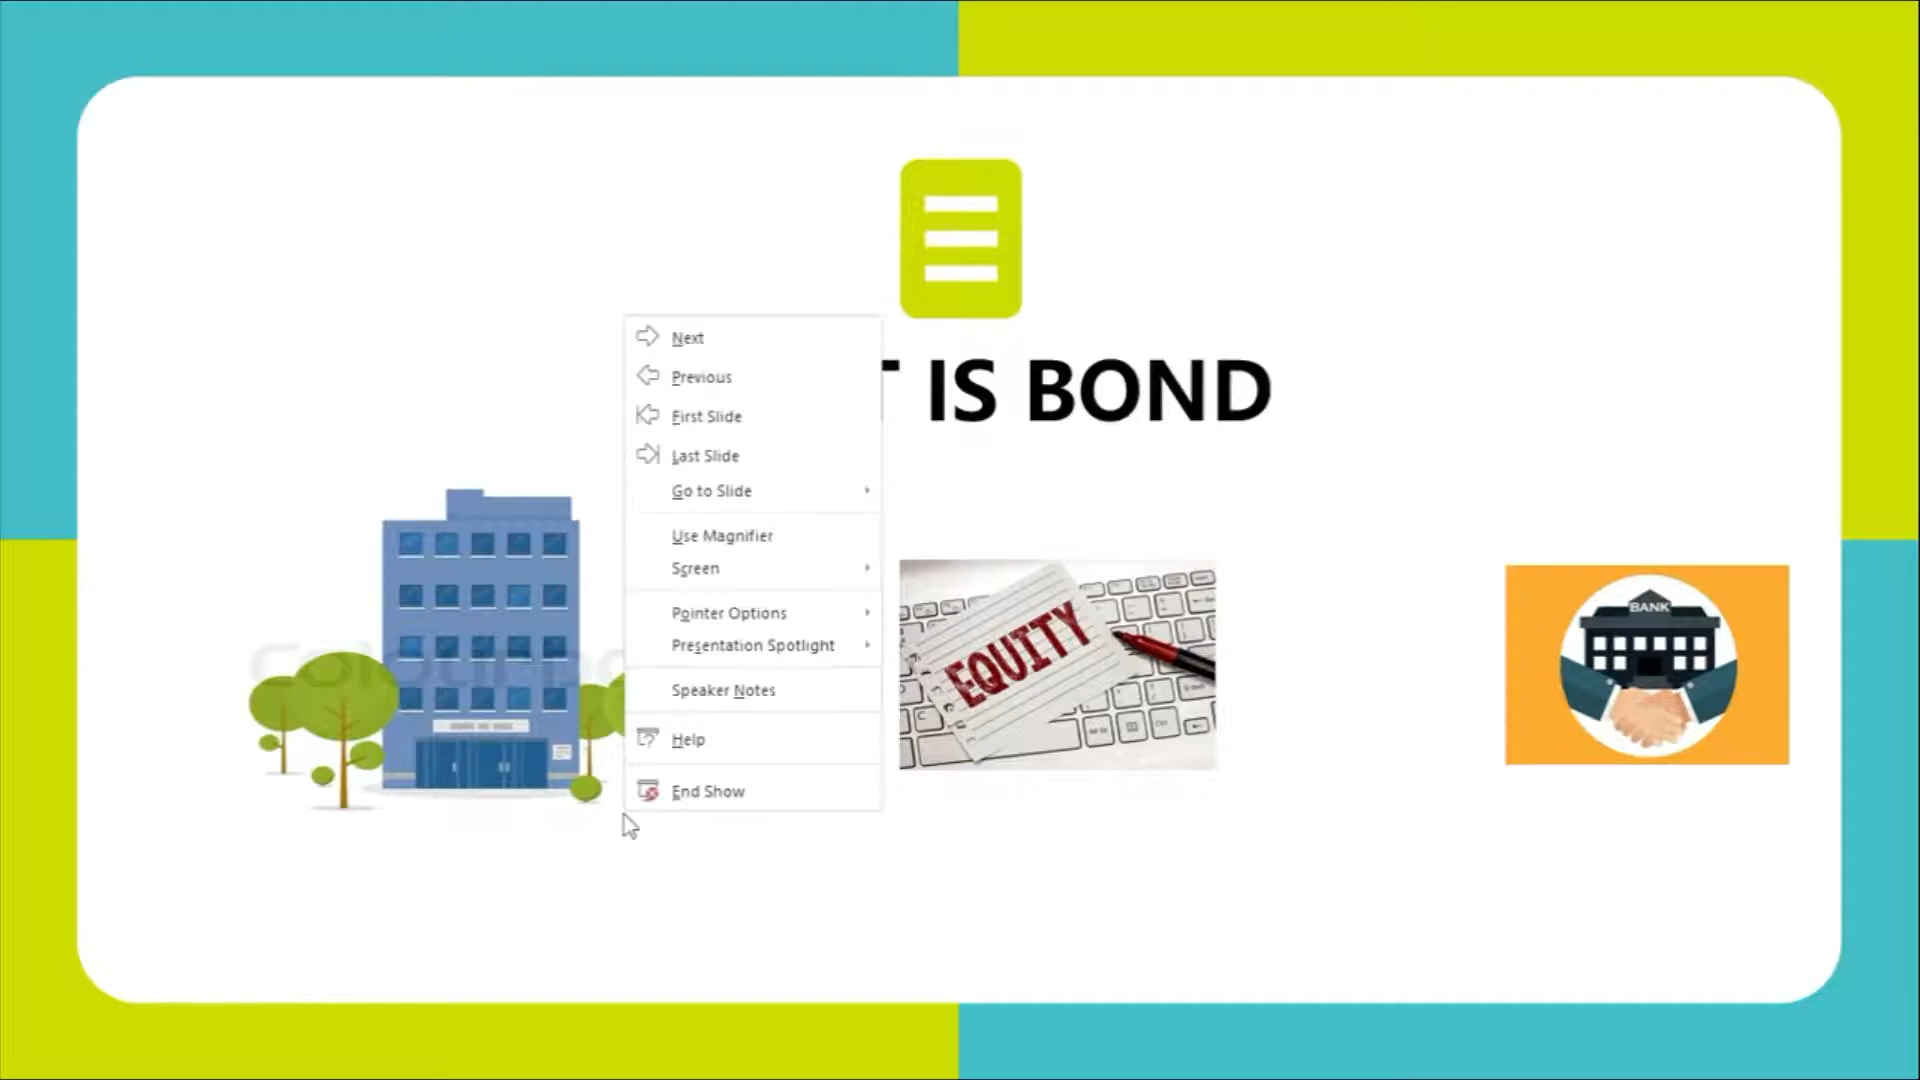 T IS BOND
Next
Previous
First Slide
Last Slide
Go to Slide
Use Magnifier
Screen
Pointer Options
Presentation Spotlight
Speaker Notes
Help
End Show
EQUITY
BANK